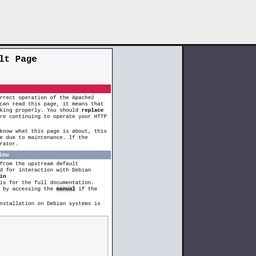 lt Page
rrect operation of the Apache2
can read this page, it means that
king properly. You should replace
re continuing to operate your HTTP
know what this page is about, this
e due to maintenance. If the
rator.
iew
from the upstream default
d for interaction with Debian
in
is for the full documentation.
by accessing the manual if the
nstallation on Debian systems is